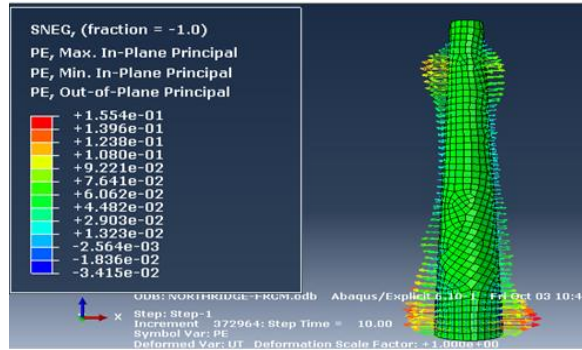 SNEG, (fraction = -1.0)
PE, Max. In-Plane Principal
PE, Min. In-Plane Principal
PE, Out-of-Plane Principal
+1.554e-01
+1.396e-01
+1.238e-01
+1.080e-01
+9.221e-02
+7.641e-02
+6.062e-02
+4.482e-02
+2.903e-02
+1.323e-02
-2.564e-03
-1.836e-02
-3.415e-02
ODB: NORTHRIDGE-FRCM.odb Abaqus/Explicit 6.10-1 Fri Oct 03 10:4
X
Step: Step-1
Increment 372964: Step Time = 10.00
Symbol Var: PE
Deformed Var: UT Deformation Scale Factor: +1.000e+00